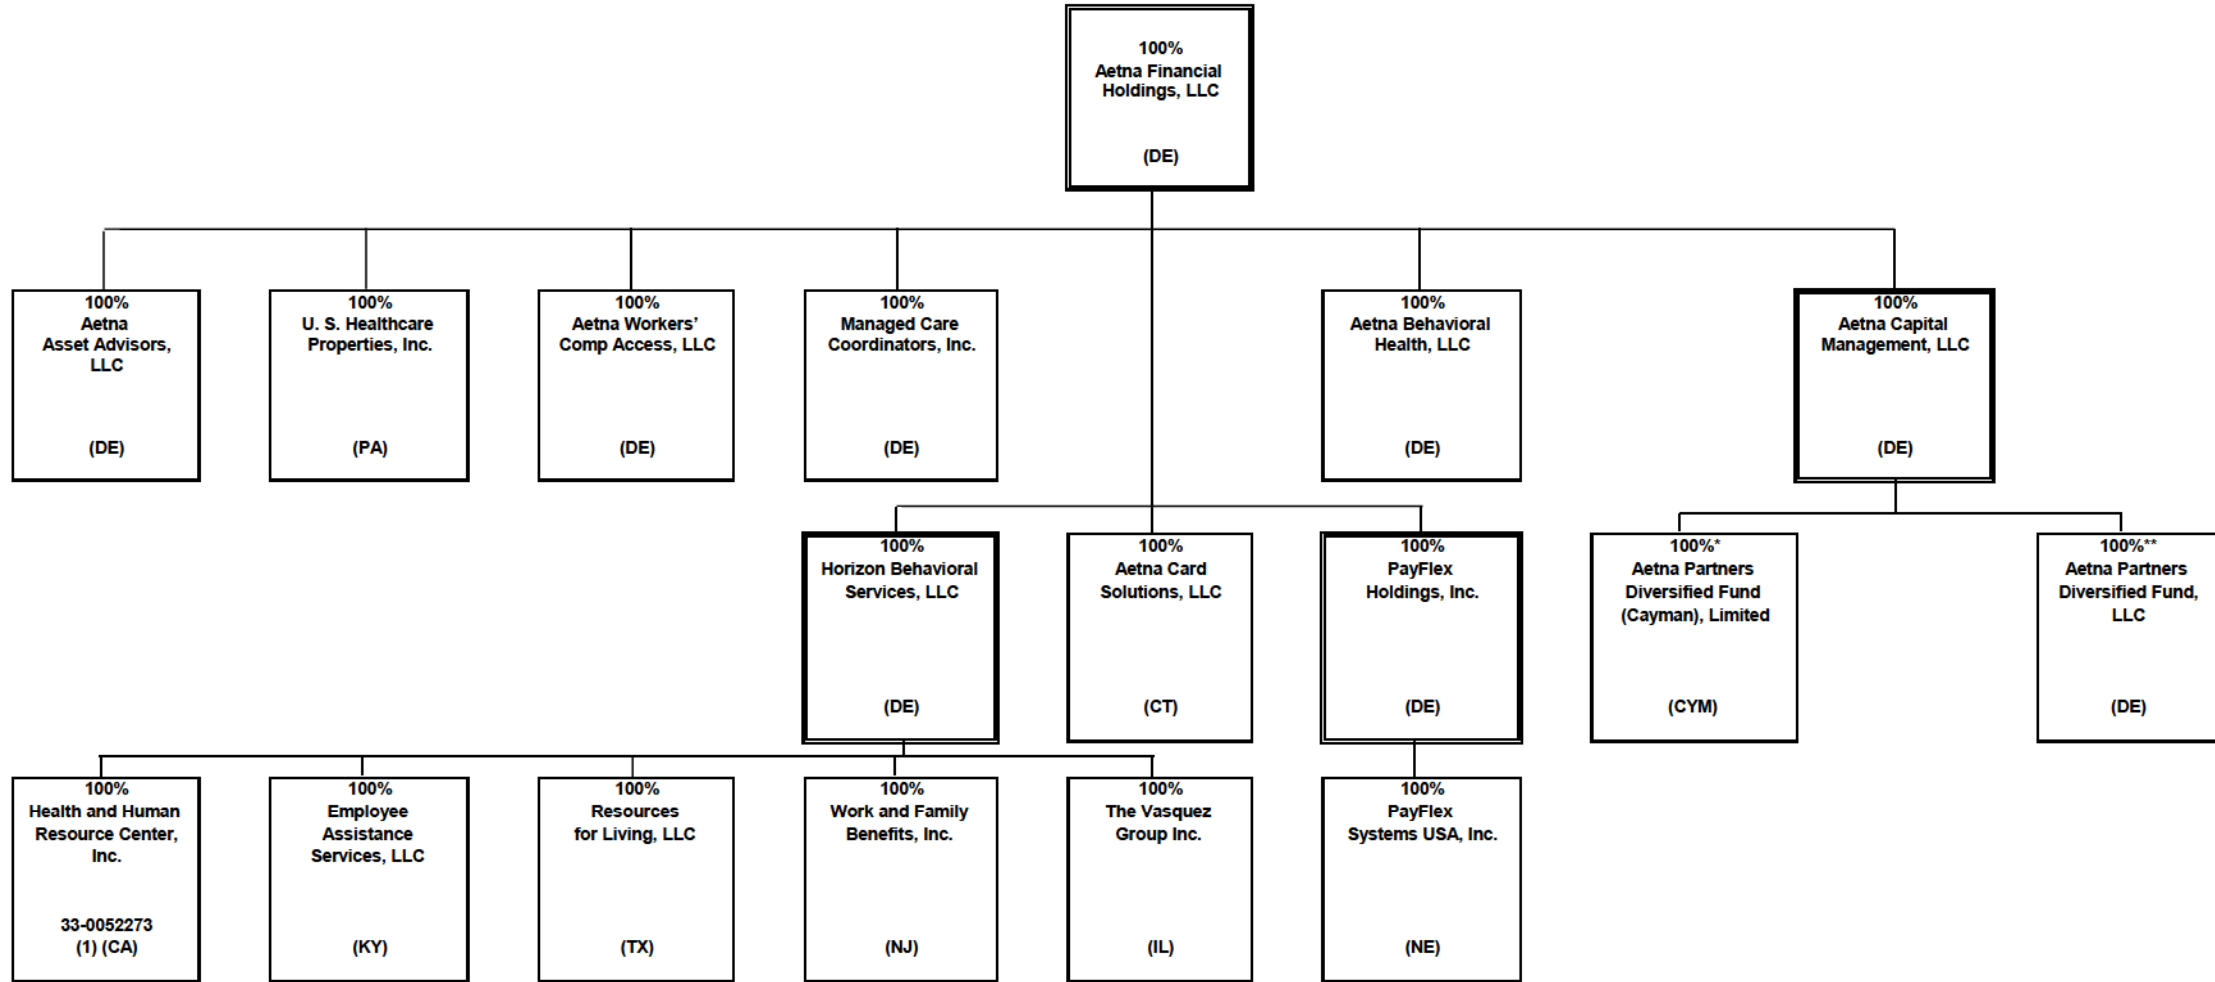 100%
Aetna Financial
Holdings, LLC
(DE)
100%
Aetna
Asset Advisors,
LLC
(DE)
100%
U. S. Healthcare
Properties, Inc.
(PA)
100%
Aetna Workers’
Comp Access, LLC
(DE)
100%
Managed Care
Coordinators, Inc.
(DE)
100%
Aetna Behavioral
Health, LLC
(DE)
100%
Aetna Capital
Management, LLC
(DE)
100%
Horizon Behavioral
Services, LLC
(DE)
100%
Aetna Card
Solutions, LLC
(CT)
100%
PayFlex
Holdings, Inc.
(DE)
100%*
Aetna Partners
Diversified Fund
(Cayman), Limited
(CYM)
100%**
Aetna Partners
Diversified Fund,
LLC
(DE)
100%
Health and Human
Resource Center,
Inc.
33-0052273
(1) (CA)
100%
Employee
Assistance
Services, LLC
(KY)
100%
Resources
for Living, LLC
(TX)
100%
Work and Family
Benefits, Inc.
(NJ)
100%
The Vasquez
Group Inc.
(IL)
100%
PayFlex
Systems USA, Inc.
(NE)